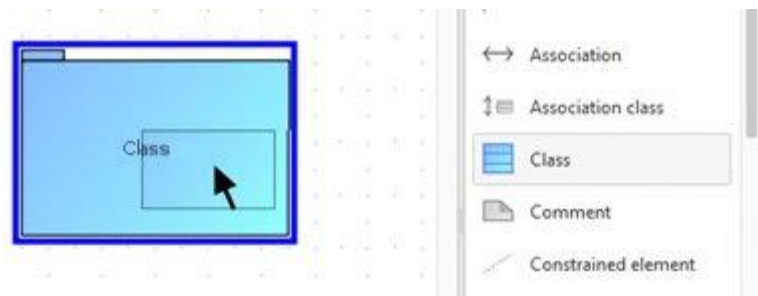 Class
Association
Association class
Class
Comment
Constrained element